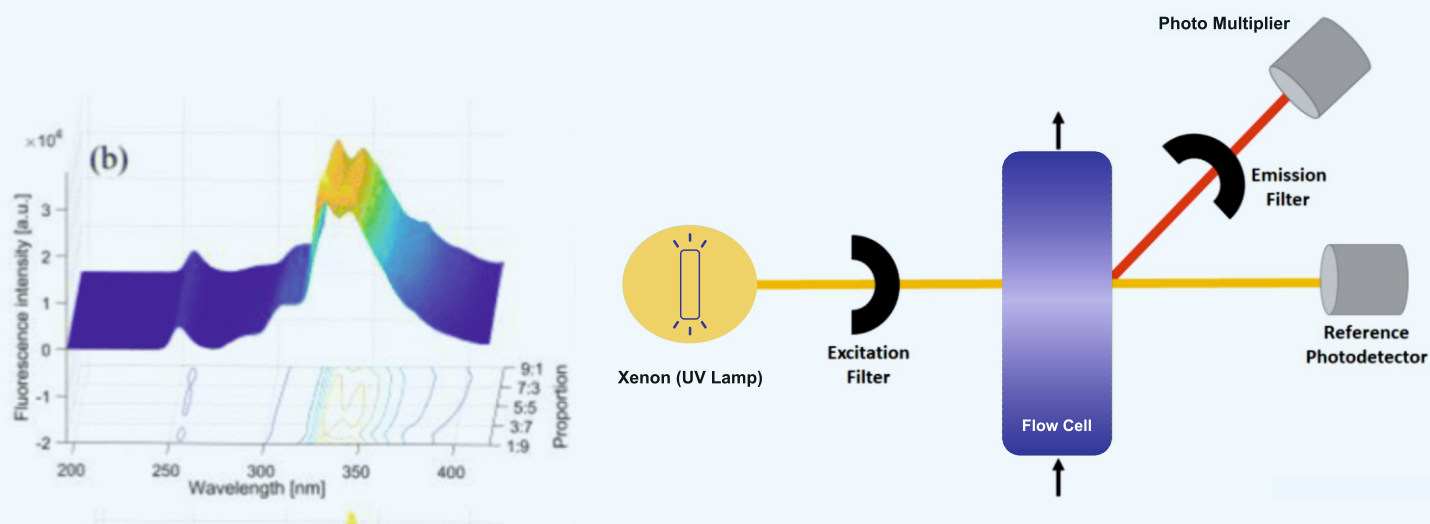 ×10⁴
(b)
Fluorescence intensity [a.u.]
3
2
1
0
-1
-2
200
250
300
350
400
Wavelength [nm]
9:1
7:3
5:5
3:7
1:9
Proportion
Xenon (UV Lamp)
Excitation
Filter
Flow Cell
Photo Multiplier
Emission
Filter
Reference
Photodetector